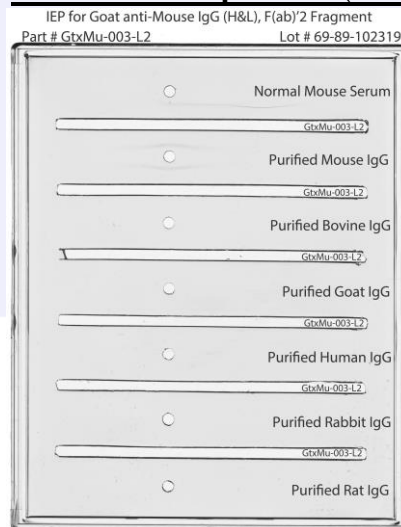 IEP for Goat anti-Mouse IgG (H&L), F(ab)'2 Fragment
Part # GtxMu-003-L2 Lot # 69-89-102319
Normal Mouse Serum
GtxMu-003-L2
Purified Mouse IgG
GtxMu-003-L2
Purified Bovine IgG
GtxMu-003-L2
Purified Goat IgG
GtxMu-003-L2
Purified Human IgG
GtxMu-003-L2
Purified Rabbit IgG
GtxMu-003-L2
Purified Rat IgG